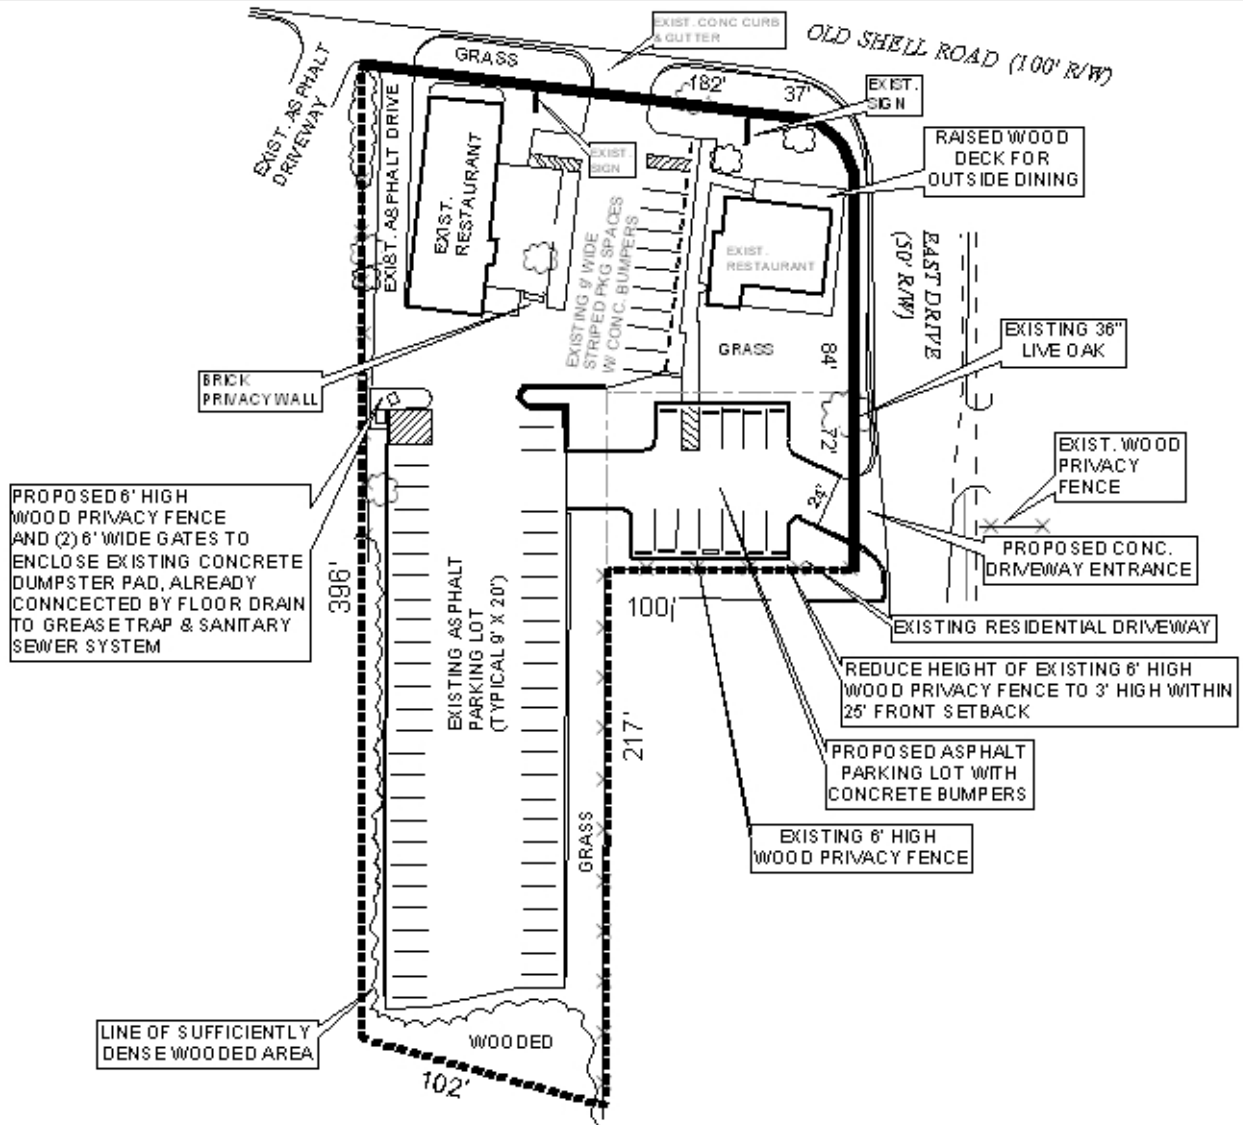 EXIST. CONC CURB
& GUTTER
OLD SHELL ROAD (100' R/W)
GRASS
EXIST. ASPHALT
DRIVEWAY
182'
37'
EXIST.
SIGN
EXIST. ASPHALT DRIVE
EXIST.
RESTAURANT
EXIST.
SIGN
RAISED WOOD
DECK FOR
OUTSIDE DINING
EXISTING 9' WIDE
STRIPED PKG SPACES
W/ CONC. BUMPERS
EXIST.
RESTAURANT
EAST DRIVE
(50' R/W)
EXISTING 36"
LIVE OAK
GRASS
84'
BRICK
PRIVACY WALL
72'
EXIST. WOOD
PRIVACY
FENCE
24'
PROPOSED 6' HIGH
WOOD PRIVACY FENCE
AND (2) 6' WIDE GATES TO
ENCLOSE EXISTING CONCRETE
DUMPSTER PAD, ALREADY
CONNCECTED BY FLOOR DRAIN
TO GREASE TRAP & SANITARY
SEWER SYSTEM
PROPOSED CONC.
DRIVEWAY ENTRANCE
396'
100'
EXISTING RESIDENTIAL DRIVEWAY
EXISTING ASPHALT
PARKING LOT
(TYPICAL 9' X 20')
REDUCE HEIGHT OF EXISTING 6' HIGH
WOOD PRIVACY FENCE TO 3' HIGH WITHIN
25' FRONT SETBACK
217'
PROPOSED ASPHALT
PARKING LOT WITH
CONCRETE BUMPERS
GRASS
EXISTING 6' HIGH
WOOD PRIVACY FENCE
LINE OF SUFFICIENTLY
DENSE WOODED AREA
WOODED
102'